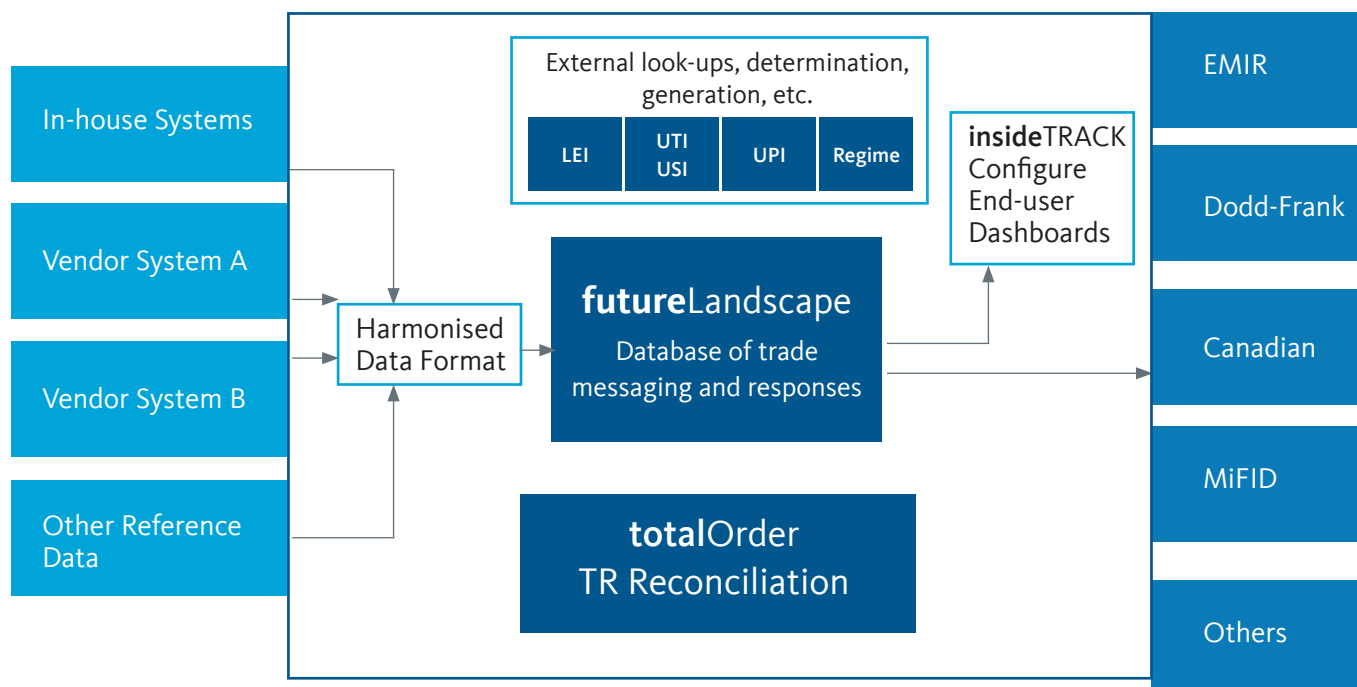 In-house Systems
Vendor System A
Vendor System B
Other Reference
Data
Harmonised
Data Format
External look-ups, determination,
generation, etc.
LEI
UTI
USI
UPI
Regime
futureLandscape
Database of trade
messaging and responses
totalOrder
TR Reconciliation
insideTRACK
Configure
End-user
Dashboards
EMIR
Dodd-Frank
Canadian
MiFID
Others